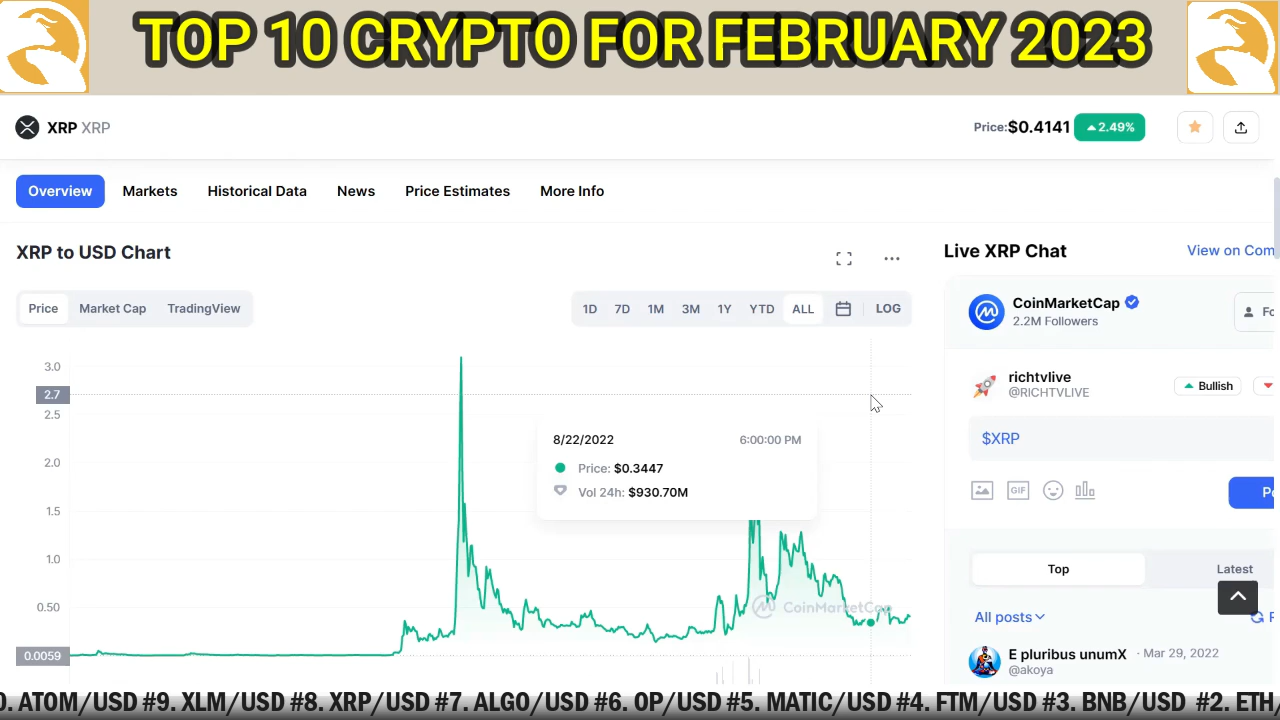 TOP 10 CRYPTO FOR FEBRUARY 2023
XRP XRP
Price:$0.4141 2.49%
Overview Markets Historical Data News Price Estimates More Info
XRP to USD Chart
Price Market Cap TradingView
1D 7D 1M 3M 1Y YTD ALL LOG
3.0
2.7
2.5
2.0
1.5
1.0
0.50
0.0059
8/22/2022 6:00:00 PM
Price: $0.3447
Vol 24h: $930.70M
CoinMarketCap
Live XRP Chat View on Com
CoinMarketCap
2.2M Followers
Fo
richtvlive
@RICHTVLIVE
Bullish
$XRP
GIF
Po
Top Latest
All posts
R
E pluribus unumX · Mar 29, 2022
@akoya
0. ATOM/USD #9. XLM/USD #8. XRP/USD #7. ALGO/USD #6. OP/USD #5. MATIC/USD #4. FTM/USD #3. BNB/USD #2. ETH/